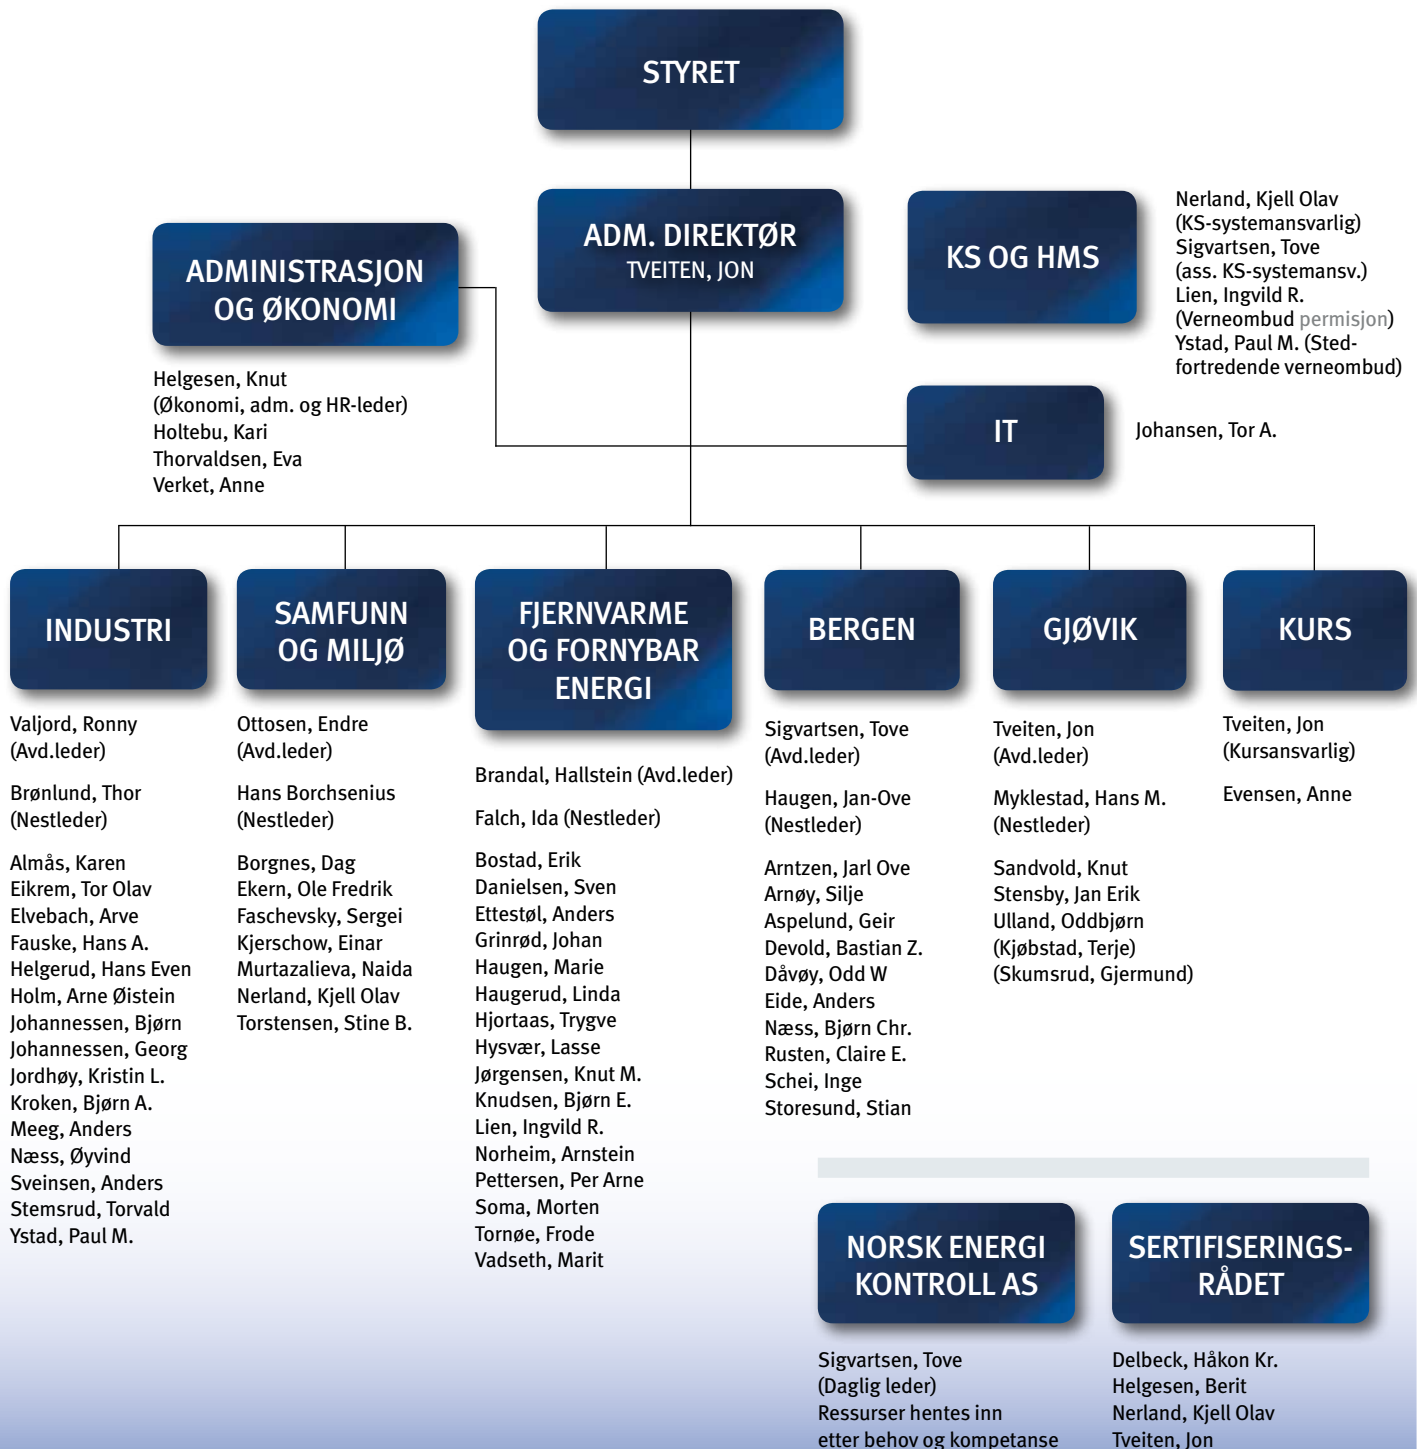 STYRET
ADM. DIREKTØR
TVEITEN, JON
ADMINISTRASJON
OG ØKONOMI
Helgesen, Knut
(Økonomi, adm. og HR-leder)
Holtebu, Kari
Thorvaldsen, Eva
Verket, Anne
KS OG HMS
Nerland, Kjell Olav
(KS-systemansvarlig)
Sigvartsen, Tove
(ass. KS-systemansv.)
Lien, Ingvild R.
(Verneombud permisjon)
Ystad, Paul M. (Sted-
fortredende verneombud)
IT
Johansen, Tor A.
INDUSTRI
Valjord, Ronny
(Avd.leder)
Brønlund, Thor
(Nestleder)
Almås, Karen
Eikrem, Tor Olav
Elvebach, Arve
Fauske, Hans A.
Helgerud, Hans Even
Holm, Arne Øistein
Johannessen, Bjørn
Johannessen, Georg
Jordhøy, Kristin L.
Kroken, Bjørn A.
Meeg, Anders
Næss, Øyvind
Sveinsen, Anders
Stemsrud, Torvald
Ystad, Paul M.
SAMFUNN
OG MILJØ
Ottosen, Endre
(Avd.leder)
Hans Borchsenius
(Nestleder)
Borgnes, Dag
Ekern, Ole Fredrik
Faschevsky, Sergei
Kjerschow, Einar
Murtazalieva, Naida
Nerland, Kjell Olav
Torstensen, Stine B.
FJERNVARME
OG FORNYBAR
ENERGI
Brandal, Hallstein (Avd.leder)
Falch, Ida (Nestleder)
Bostad, Erik
Danielsen, Sven
Ettestøl, Anders
Grinrød, Johan
Haugen, Marie
Haugerud, Linda
Hjortaas, Trygve
Hysvær, Lasse
Jørgensen, Knut M.
Knudsen, Bjørn E.
Lien, Ingvild R.
Norheim, Arnstein
Pettersen, Per Arne
Soma, Morten
Tornøe, Frode
Vadseth, Marit
BERGEN
Sigvartsen, Tove
(Avd.leder)
Haugen, Jan-Ove
(Nestleder)
Arntzen, Jarl Ove
Arnøy, Silje
Aspelund, Geir
Devold, Bastian Z.
Dåvøy, Odd W
Eide, Anders
Næss, Bjørn Chr.
Rusten, Claire E.
Schei, Inge
Storesund, Stian
GJØVIK
Tveiten, Jon
(Avd.leder)
Myklestad, Hans M.
(Nestleder)
Sandvold, Knut
Stensby, Jan Erik
Ulland, Oddbjørn
(Kjøbstad, Terje)
(Skumsrud, Gjermund)
KURS
Tveiten, Jon
(Kursansvarlig)
Evensen, Anne
NORSK ENERGI
KONTROLL AS
Sigvartsen, Tove
(Daglig leder)
Ressurser hentes inn
etter behov og kompetanse
SERTIFISERINGS-
RÅDET
Delbeck, Håkon Kr.
Helgesen, Berit
Nerland, Kjell Olav
Tveiten, Jon